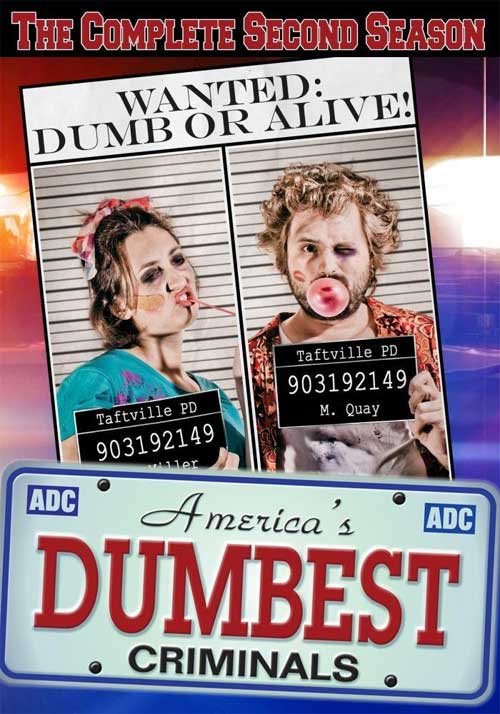 THE COMPLETE SECOND SEASON
WANTED:
DUMB OR ALIVE!
Taftville PD
903192149
Taftville PD
903192149
M. Quay
ADC
ADC
America's
DUMBEST
CRIMINALS